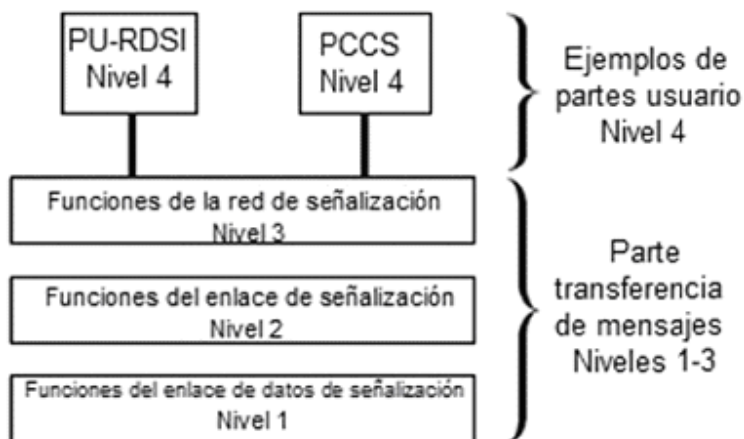 PU-RDSI
Nivel 4
PCCS
Nivel 4
Ejemplos de
partes usuario
Nivel 4
Funciones de la red de señalización
Nivel 3
Funciones del enlace de señalización
Nivel 2
Funciones del enlace de datos de señalización
Nivel 1
Parte
transferencia
de mensajes
Niveles 1-3